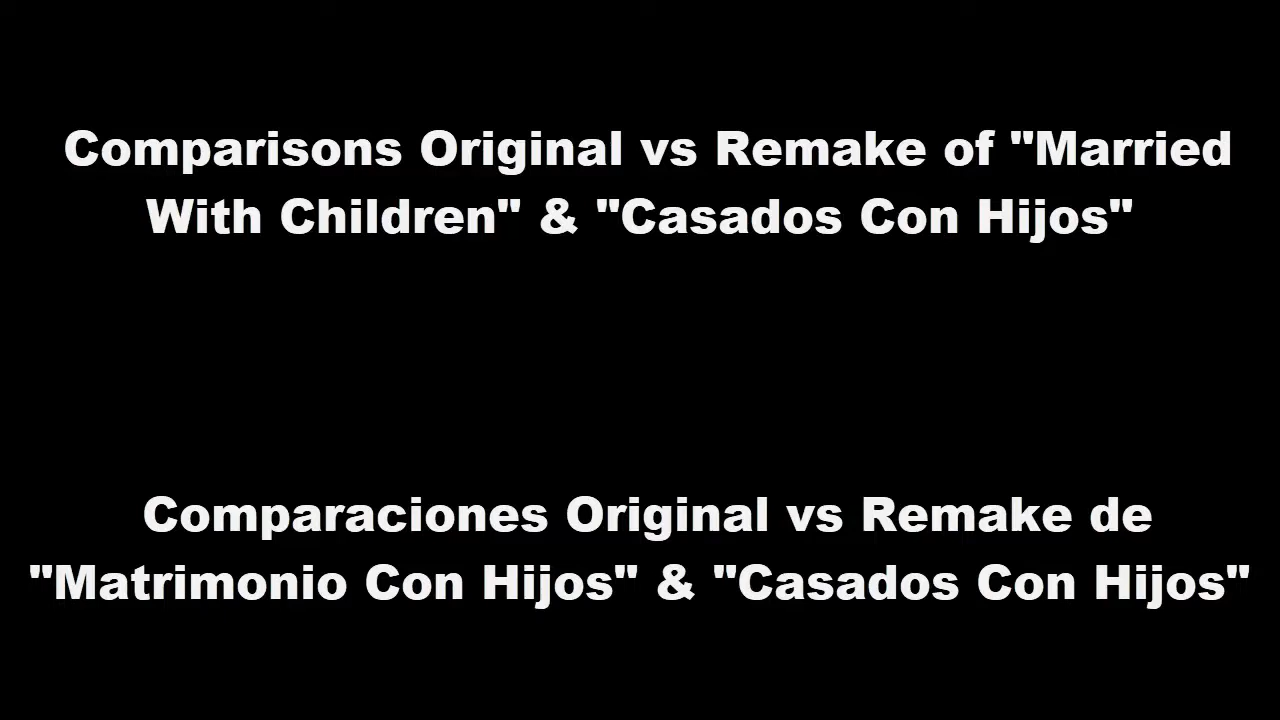 Comparisons Original vs Remake of "Married
With Children" & "Casados Con Hijos"
Comparaciones Original vs Remake de
"Matrimonio Con Hijos" & "Casados Con Hijos"